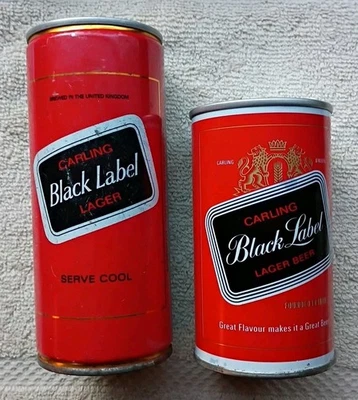 BREWED IN THE UNITED KINGDOM
CARLING
Black Label
LAGER
SERVE COOL
CARLING
CARLING
Black Label
LAGER BEER
Great Flavour makes it a Great Beer